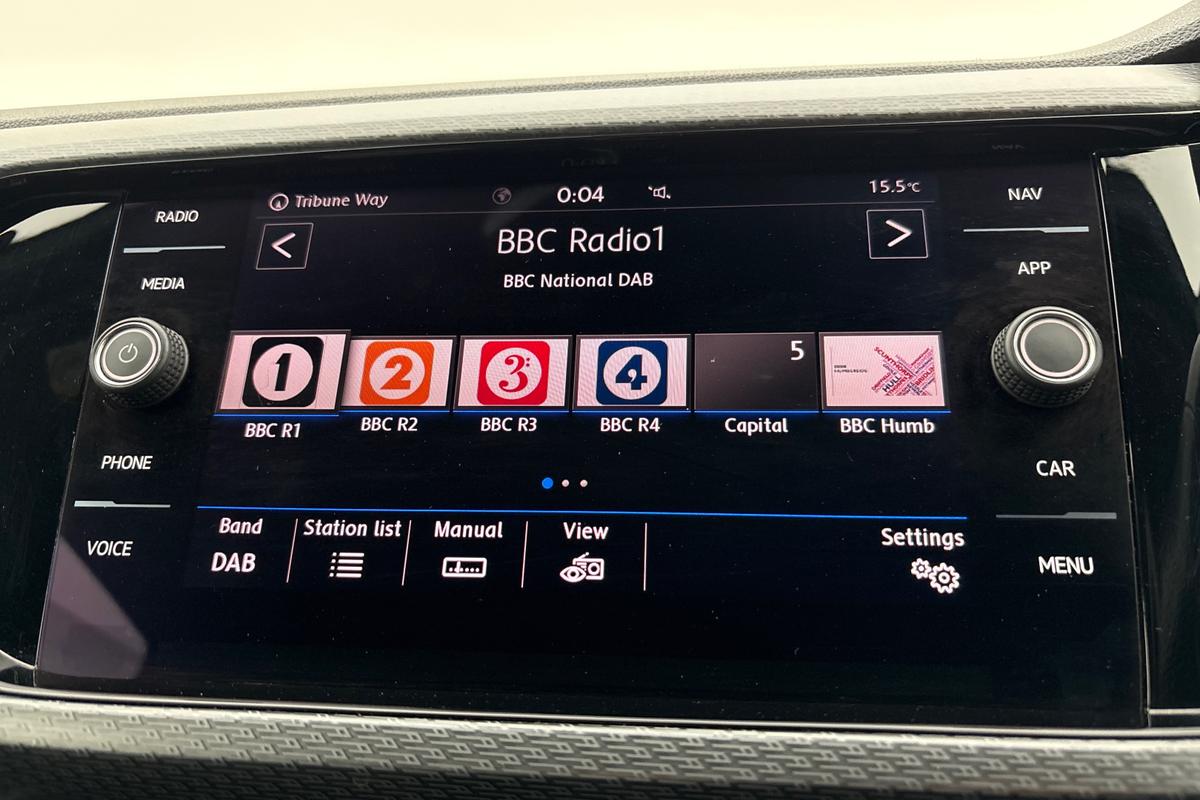 RADIO
MEDIA
PHONE
VOICE
Tribune Way
0:04
15.5°C
BBC Radio1
BBC National DAB
1
2
3
4
5
SCUNTHORPE
HULL
BBC R1
BBC R2
BBC R3
BBC R4
Capital
BBC Humb
Band
DAB
Station list
Manual
View
Settings
NAV
APP
CAR
MENU